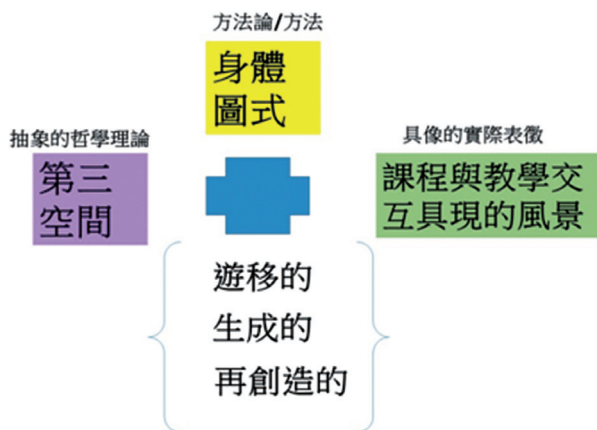 方法論/方法
身體
圖式
抽象的哲學理論
第三
空間
具像的實際表徵
課程與教學交
互具現的風景
遊移的
生成的
再創造的